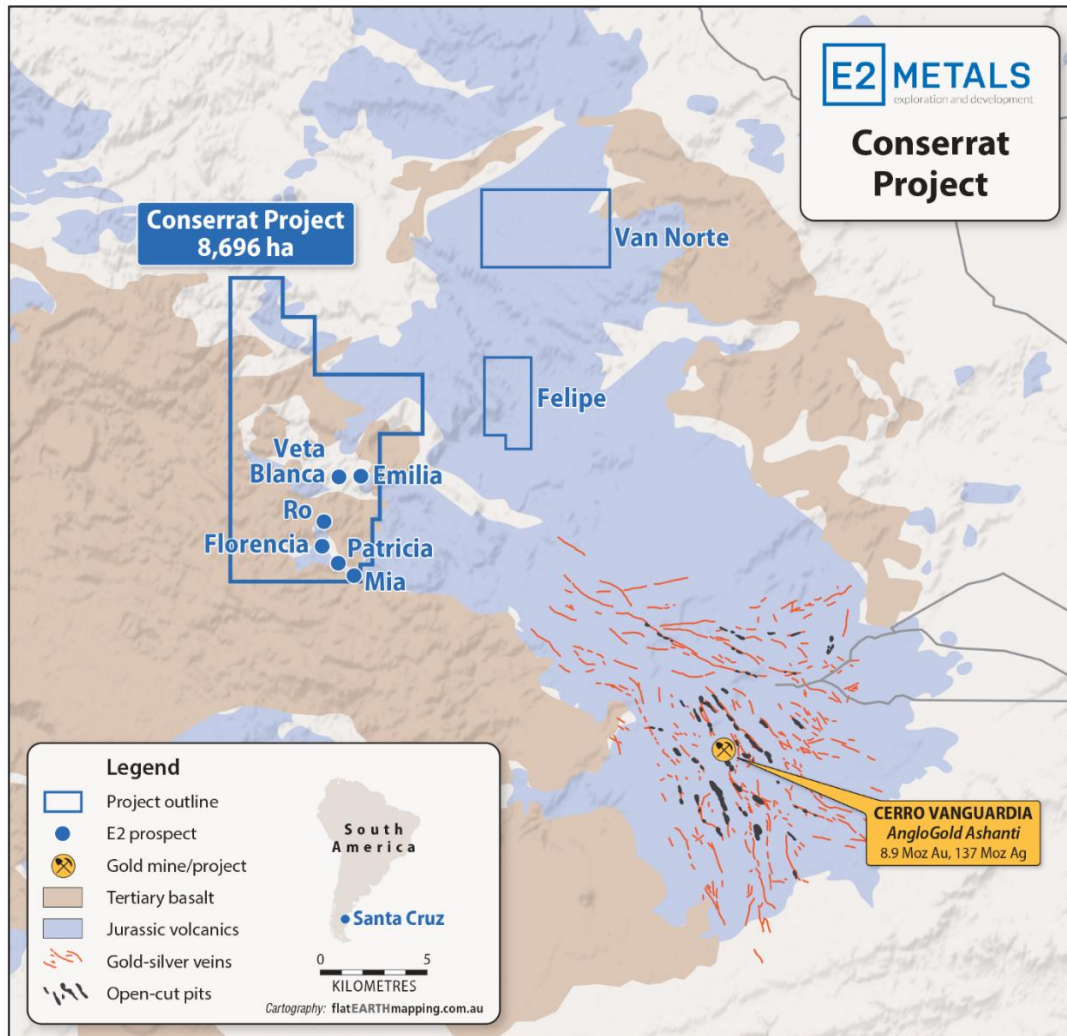 E2 METALS
exploration and development
Conserrat
Project
Conserrat Project
8,696 ha
Van Norte
Felipe
Veta
Blanca
Emilia
Ro
Florencia
Patricia
Mia
CERRO VANGUARDIA
AngloGold Ashanti
8.9 Moz Au, 137 Moz Ag
Legend
Project outline
E2 prospect
Gold mine/project
Tertiary basalt
Jurassic volcanics
Gold-silver veins
Open-cut pits
South
America
Santa Cruz
0 5
KILOMETRES
Cartography: flatEARTHmapping.com.au